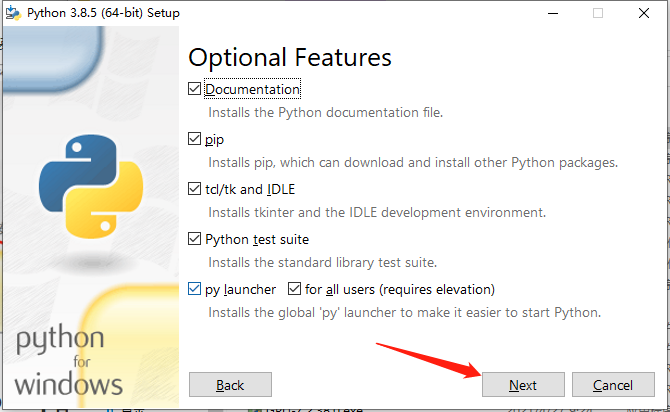 Python 3.8.5 (64-bit) Setup
Optional Features
Documentation
Installs the Python documentation file.
pip
Installs pip, which can download and install other Python packages.
tcl/tk and IDLE
Installs tkinter and the IDLE development environment.
Python test suite
Installs the standard library test suite.
py launcher for all users (requires elevation)
Installs the global 'py' launcher to make it easier to start Python.
python
for
windows
Back Next Cancel